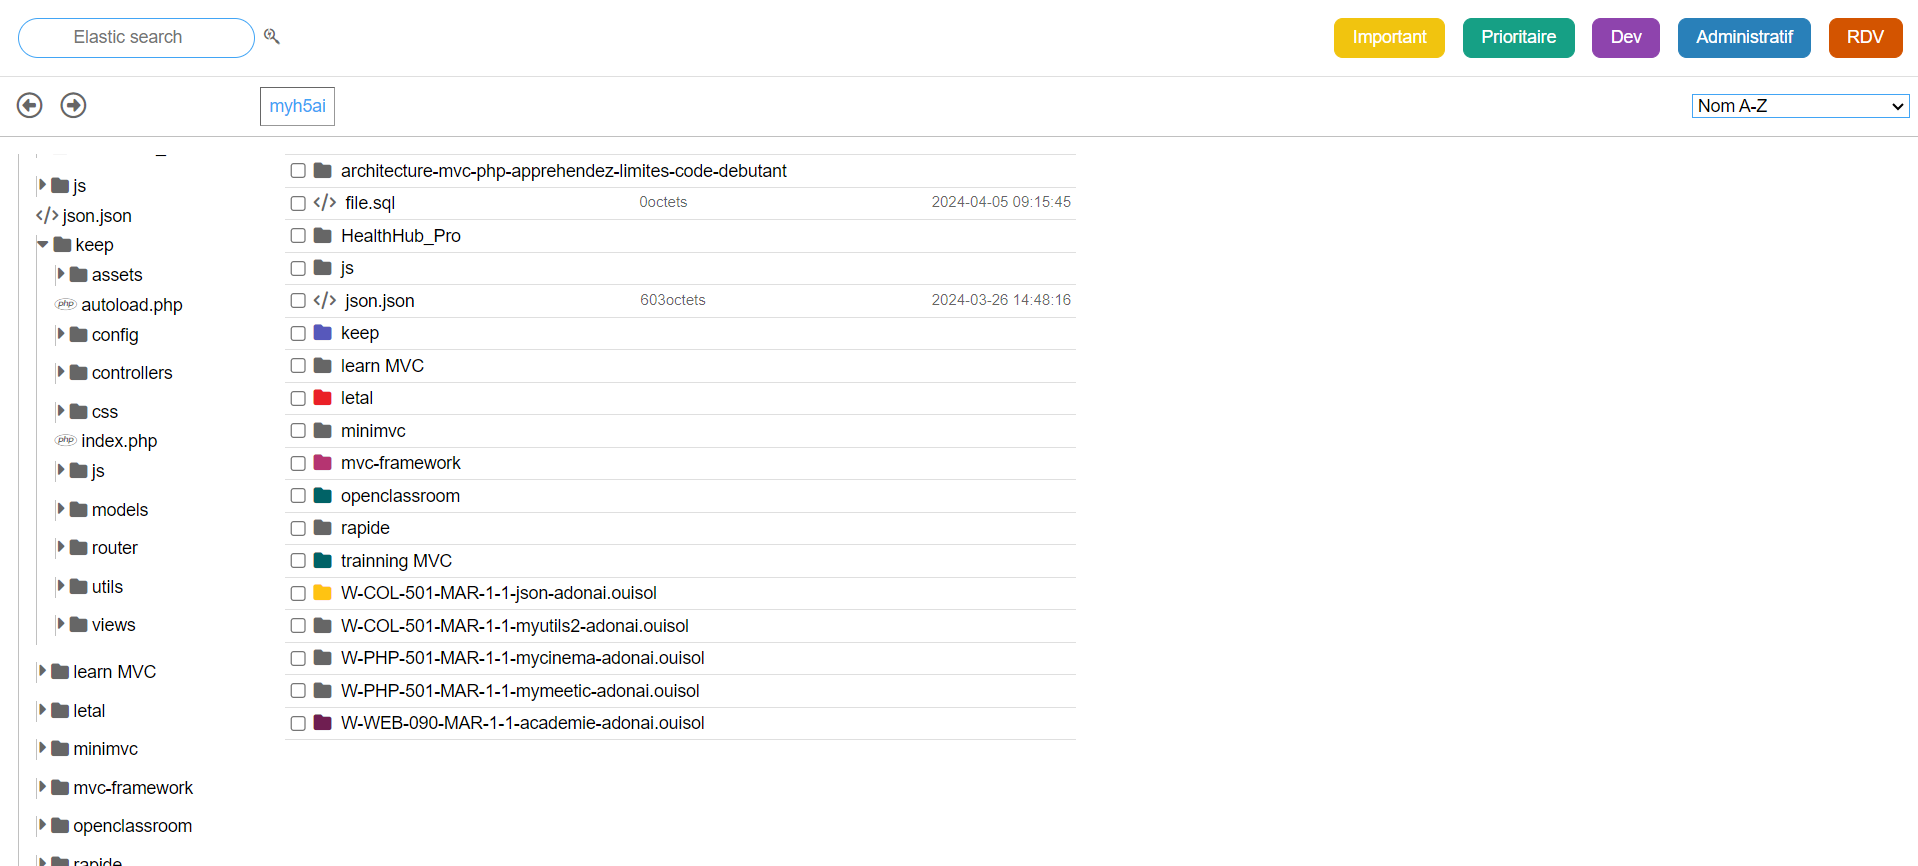 Elastic search
Important
Prioritaire
Dev
Administratif
RDV
myh5ai
Nom A-Z
js
json.json
keep
assets
php autoload.php
config
controllers
css
php index.php
js
models
router
utils
views
learn MVC
letal
minimvc
mvc-framework
openclassroom
rapide
architecture-mvc-php-apprehendez-limites-code-debutant
file.sql 0octets 2024-04-05 09:15:45
HealthHub_Pro
js
json.json 603octets 2024-03-26 14:48:16
keep
learn MVC
letal
minimvc
mvc-framework
openclassroom
rapide
trainning MVC
W-COL-501-MAR-1-1-json-adonai.ouisol
W-COL-501-MAR-1-1-myutils2-adonai.ouisol
W-PHP-501-MAR-1-1-mycinema-adonai.ouisol
W-PHP-501-MAR-1-1-mymeetic-adonai.ouisol
W-WEB-090-MAR-1-1-academie-adonai.ouisol